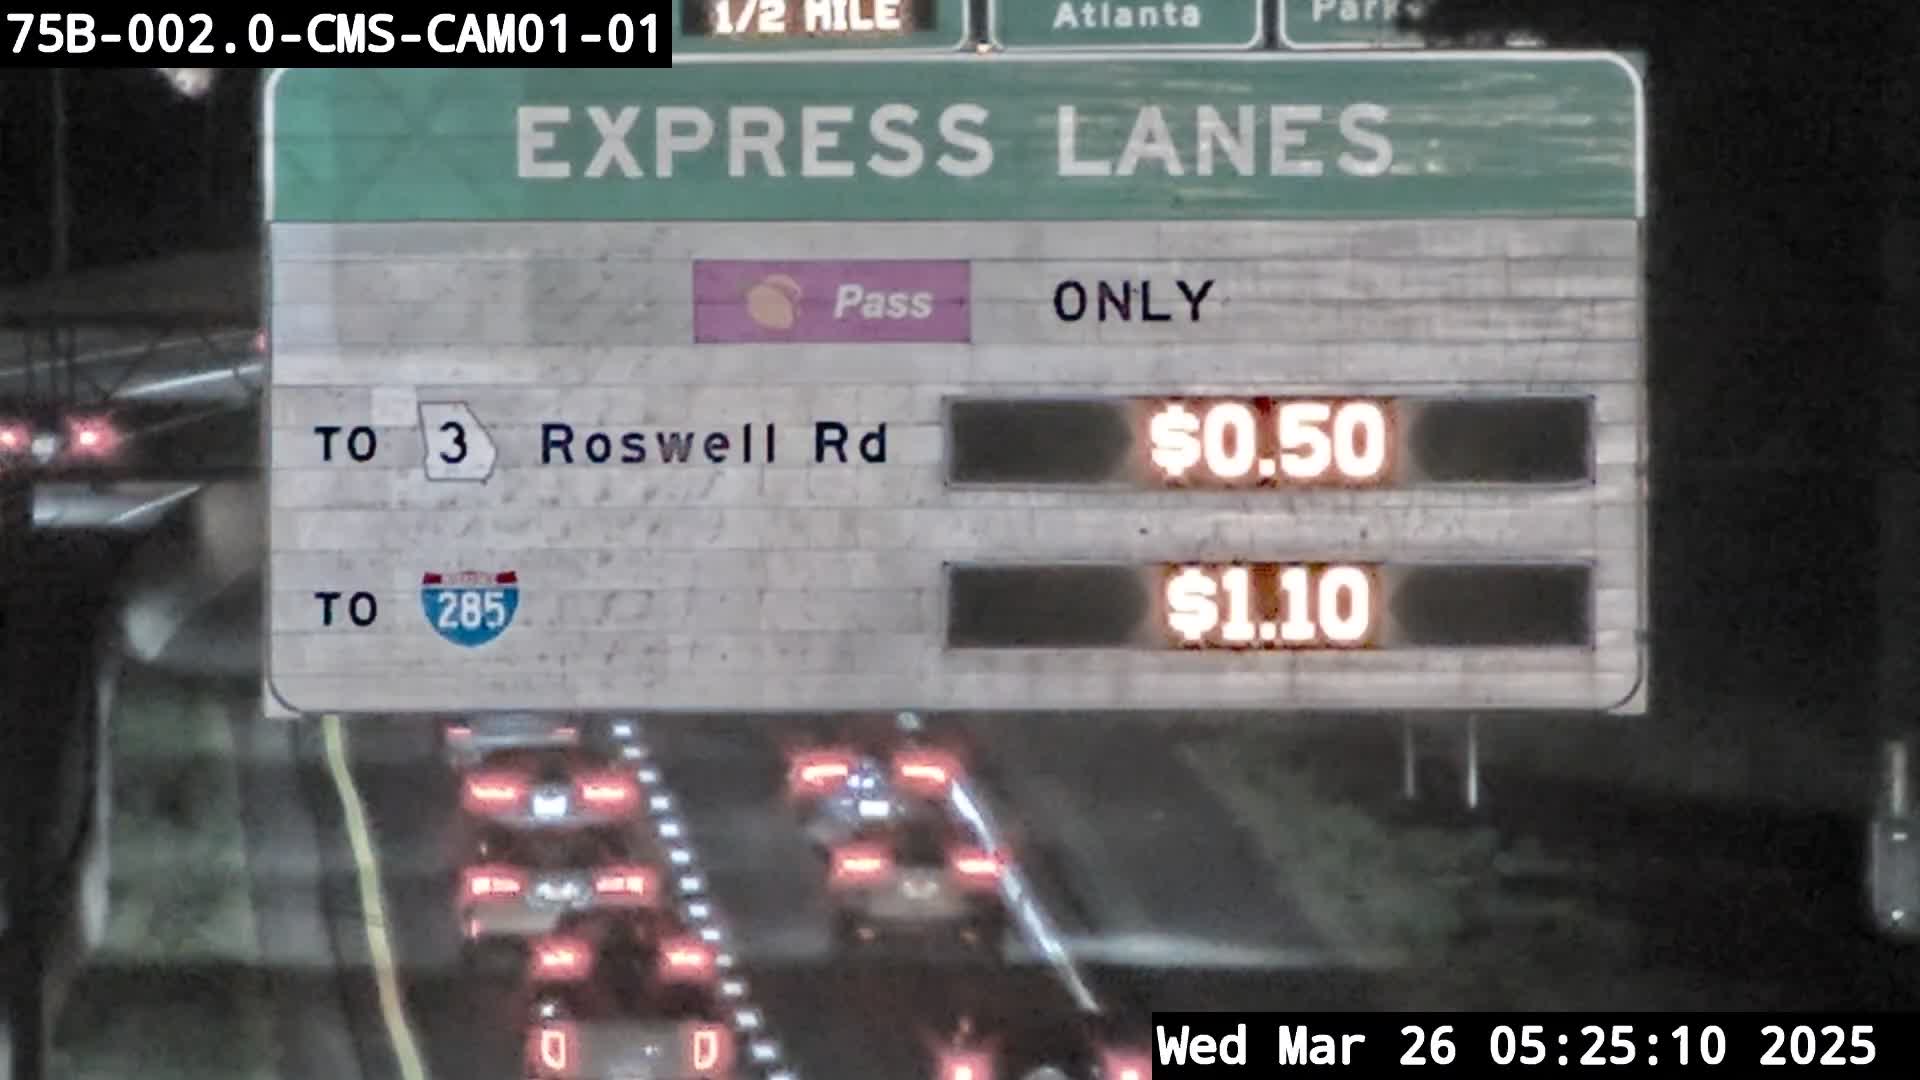 75B-002.0-CMS-CAM01-01
1/2 MILE
Atlanta
EXPRESS LANES
Pass ONLY
TO 3 Roswell Rd $0.50
TO 285 $1.10
Wed Mar 26 05:25:10 2025